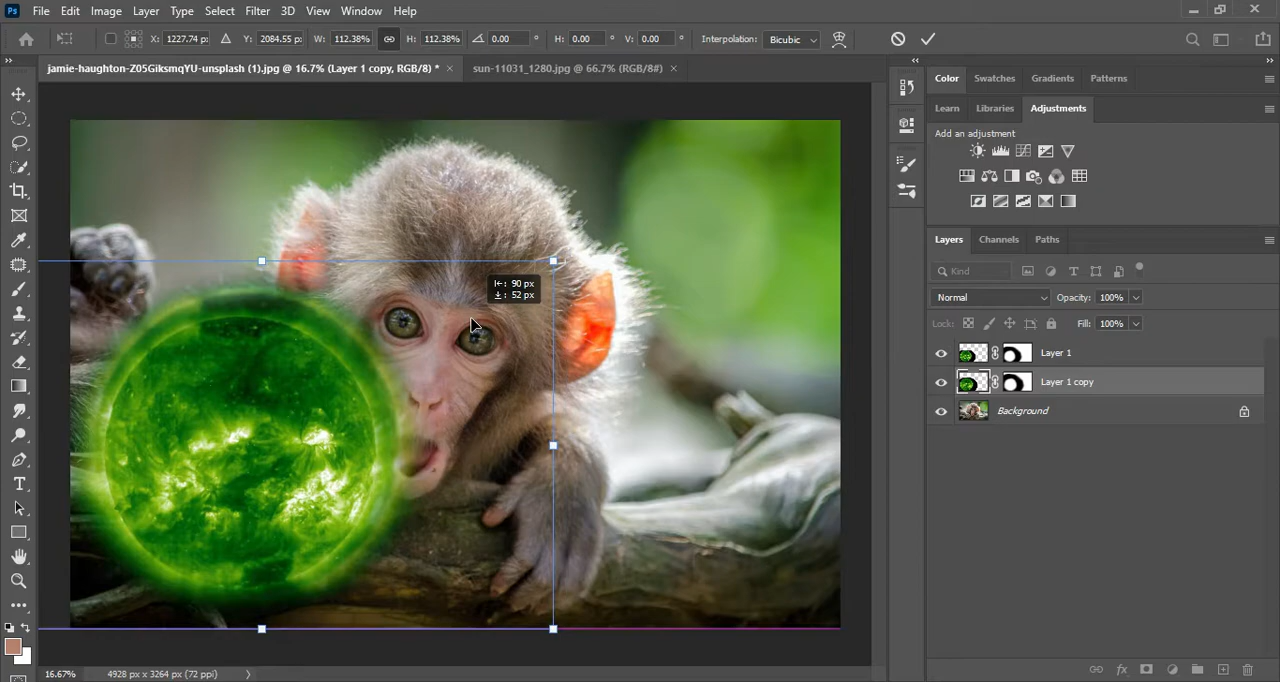 Ps File Edit Image Layer Type Select Filter 3D View Window Help
X: 1227.74 p: Y: 2084.55 p: W: 112.38% H: 112.38% 0.00 ° H: 0.00 ° V: 0.00 ° Interpolation: Bicubic
jamie-haughton-Z05GiksmqYU-unsplash (1).jpg @ 16.7% (Layer 1 copy, RGB/8) * × sun-11031_1280.jpg @ 66.7% (RGB/8#) ×
Color Swatches Gradients Patterns
Learn Libraries Adjustments
Add an adjustment
Layers Channels Paths
Kind
Normal Opacity: 100%
Lock: Fill: 100%
Layer 1
Layer 1 copy
Background
90 px
52 px
16.67% 4928 px x 3264 px (72 ppi)